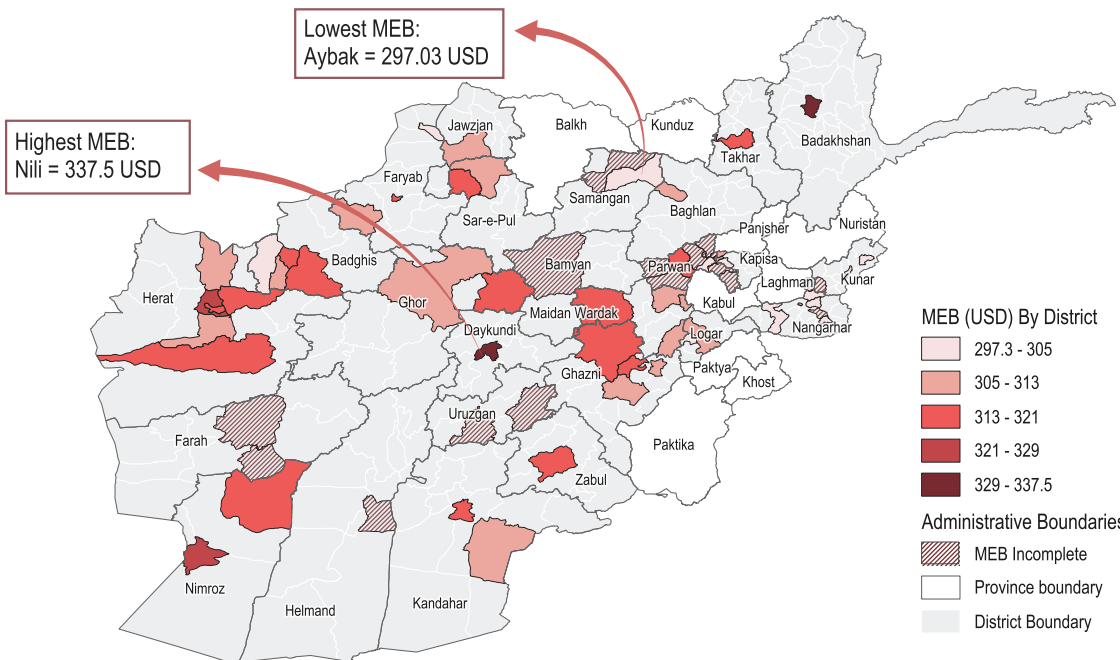 Lowest MEB:
Aybak = 297.03 USD
Highest MEB:
Nili = 337.5 USD
Jawzjan
Balkh
Kunduz
Takhar
Badakhshan
Faryab
Samangan
Baghlan
Sar-e-Pul
Panjsher
Nuristan
Badghis
Bamyan
Parwan
Kapisa
Laghman
Kunar
Herat
Ghor
Kabul
Maidan Wardak
Nangarhar
Daykundi
Logar
Ghazni
Paktya
Khost
Uruzgan
Farah
Paktika
Zabul
Nimroz
Helmand
Kandahar
MEB (USD) By District
297.3 - 305
305 - 313
313 - 321
321 - 329
329 - 337.5
Administrative Boundaries
MEB Incomplete
Province boundary
District Boundary